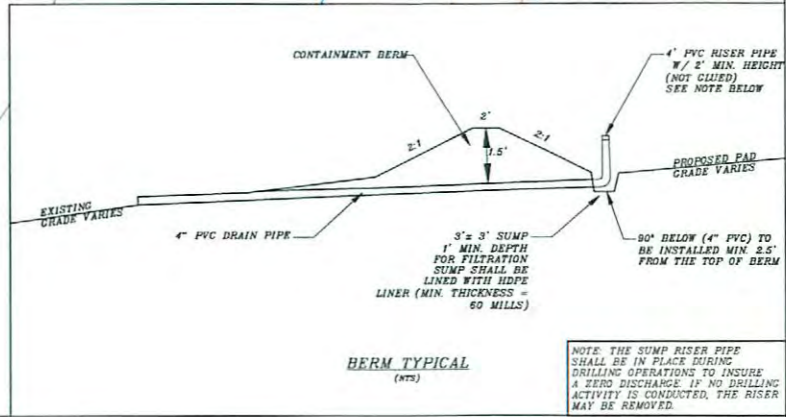 CONTAINMENT BERM
4' PVC RISER PIPE
W/ 2' MIN. HEIGHT
(NOT GLUED)
SEE NOTE BELOW
2'
2:1
2:1
1.5'
PROPOSED PAD
GRADE VARIES
EXISTING
GRADE VARIES
4" PVC DRAIN PIPE
3'x 3' SUMP
1' MIN. DEPTH
FOR FILTRATION
SUMP SHALL BE
LINED WITH HDPE
LINER (MIN. THICKNESS =
60 MILLS)
90° BELOW (4" PVC) TO
BE INSTALLED MIN. 2.5'
FROM THE TOP OF BERM
BERM TYPICAL
(NTS)
NOTE: THE SUMP RISER PIPE
SHALL BE IN PLACE DURING
DRILLING OPERATIONS TO INSURE
A ZERO DISCHARGE. IF NO DRILLING
ACTIVITY IS CONDUCTED, THE RISER
MAY BE REMOVED.